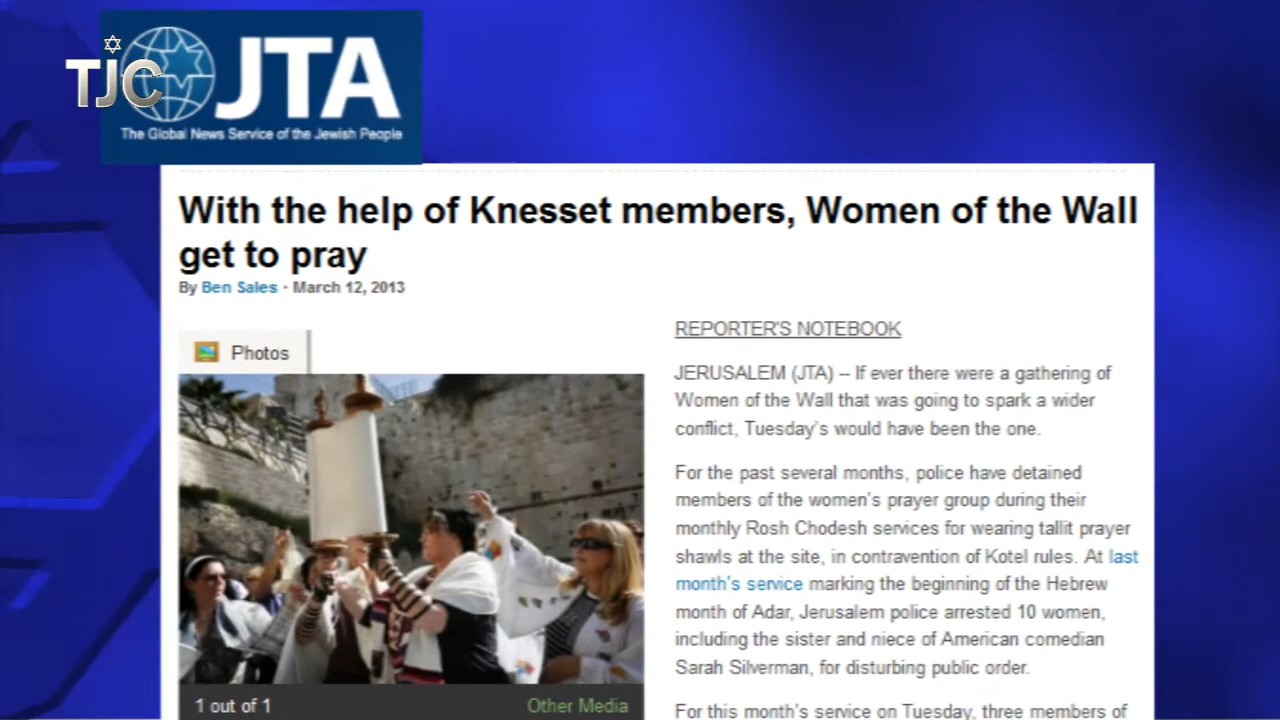 TJC
JTA
The Global News Service of the Jewish People
With the help of Knesset members, Women of the Wall
get to pray
By Ben Sales · March 12, 2013
Photos
1 out of 1
Other Media
REPORTER'S NOTEBOOK
JERUSALEM (JTA) -- If ever there were a gathering of
Women of the Wall that was going to spark a wider
conflict, Tuesday's would have been the one.
For the past several months, police have detained
members of the women's prayer group during their
monthly Rosh Chodesh services for wearing tallit prayer
shawls at the site, in contravention of Kotel rules. At last
month's service marking the beginning of the Hebrew
month of Adar, Jerusalem police arrested 10 women,
including the sister and niece of American comedian
Sarah Silverman, for disturbing public order.
For this month's service on Tuesday, three members of